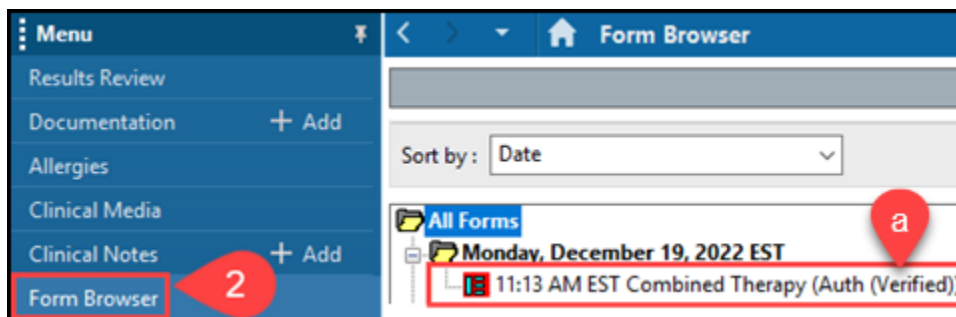 Menu
Results Review
Documentation + Add
Allergies
Clinical Media
Clinical Notes + Add
Form Browser
2
Form Browser
Sort by : Date
All Forms
a
Monday, December 19, 2022 EST
11:13 AM EST Combined Therapy (Auth (Verified))